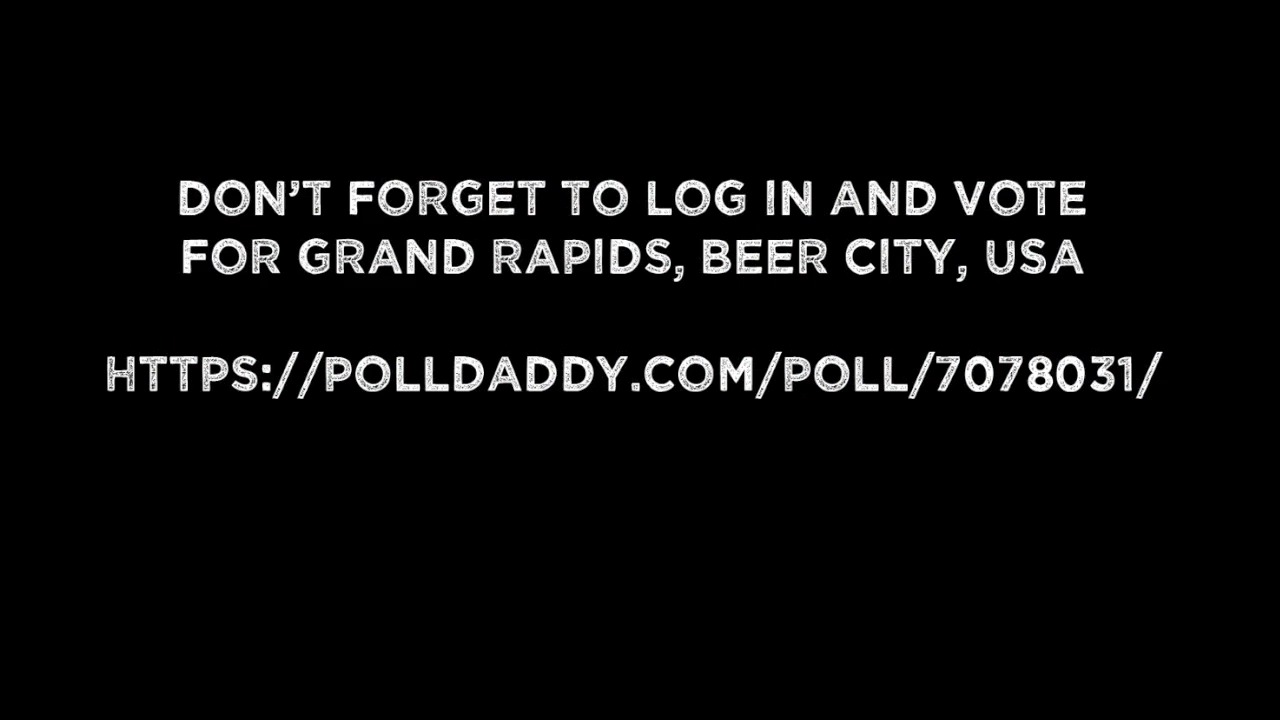 DON'T FORGET TO LOG IN AND VOTE
FOR GRAND RAPIDS, BEER CITY, USA
HTTPS://POLLDADDY.COM/POLL/7078031/